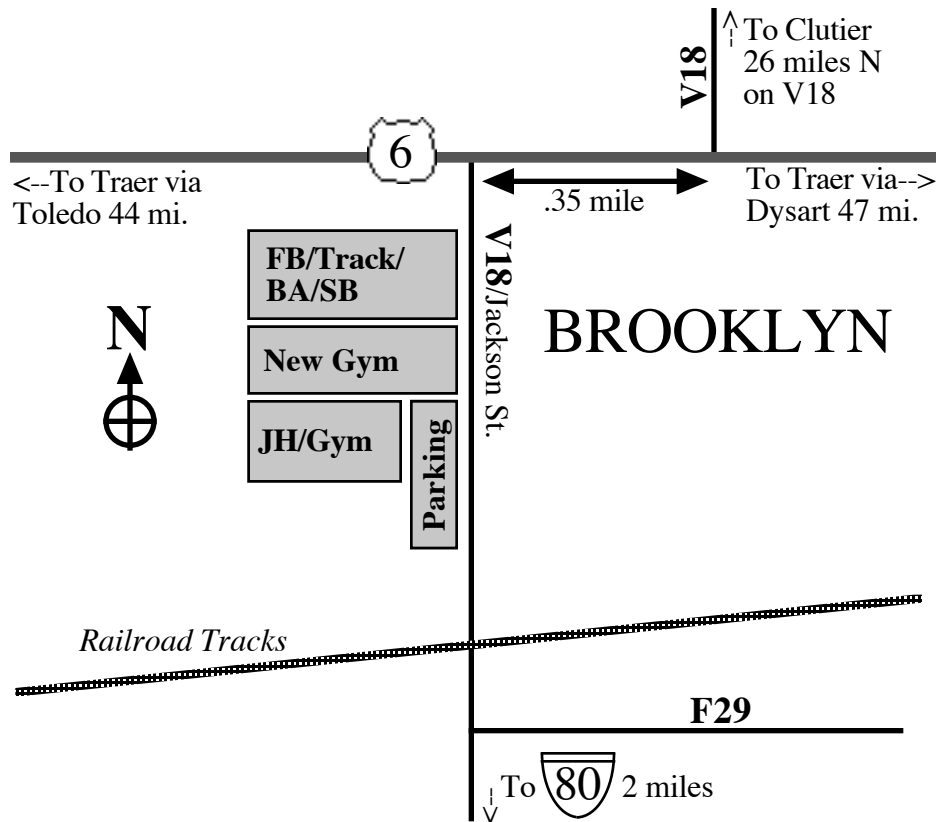 To Clutier
26 miles N
on V18
V18
6
<--To Traer via
Toledo 44 mi.
.35 mile
To Traer via-->
Dysart 47 mi.
FB/Track/
BA/SB
V18/Jackson St.
N
BROOKLYN
New Gym
JH/Gym
Parking
Railroad Tracks
F29
To 80 2 miles